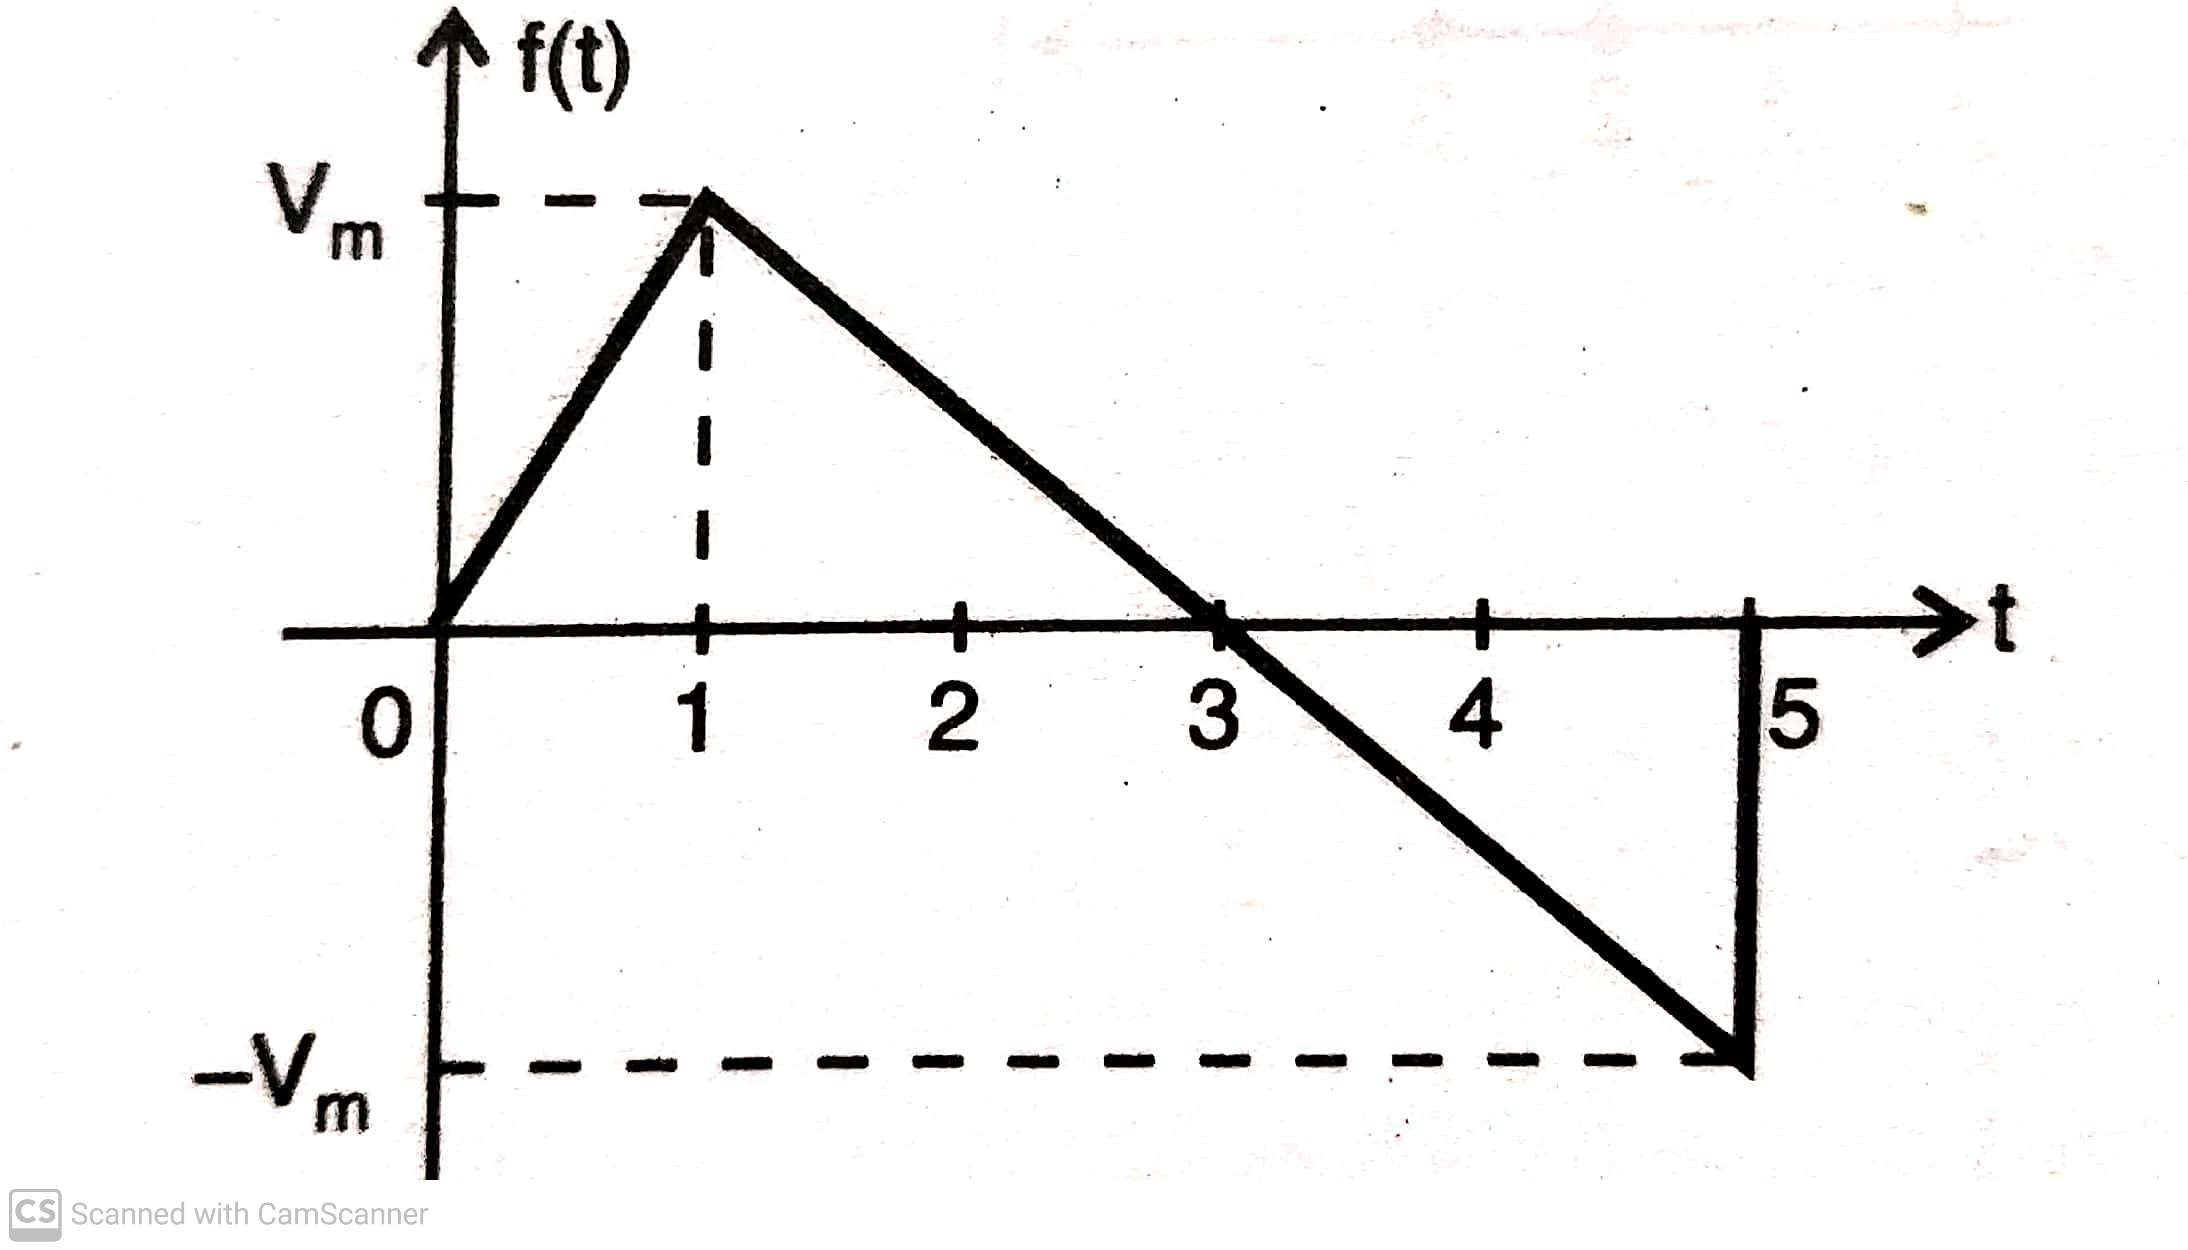 f(t)
Vm
t
0 1 2 3 4 5
–Vm
CS Scanned with CamScanner